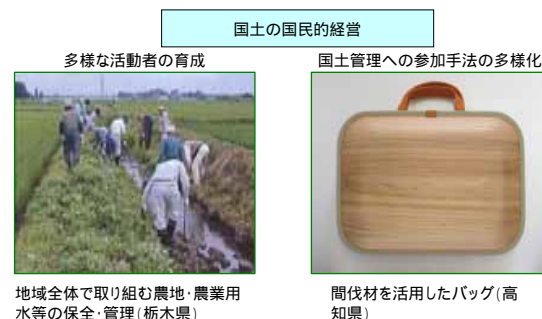 国土の国民的経営
多様な活動者の育成
国土管理への参加手法の多様化
地域全体で取り組む農地・農業用
水等の保全・管理(栃木県)
間伐材を活用したバッグ(高
知県)